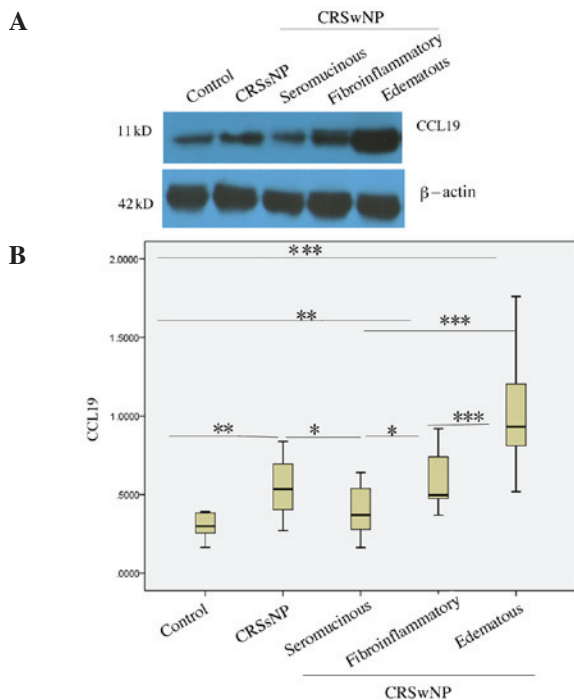 A
CRSwNP
Control
CRSsNP
Seromucinous
Fibroinflammatory
Edematous
11 kD
CCL19
42 kD
β-actin
B
2.0000
***
**
***
1.5000
CCL19
1.0000
**
*
*
***
.5000
.0000
Control
CRSsNP
Seromucinous
Fibroinflammatory
Edematous
CRSwNP